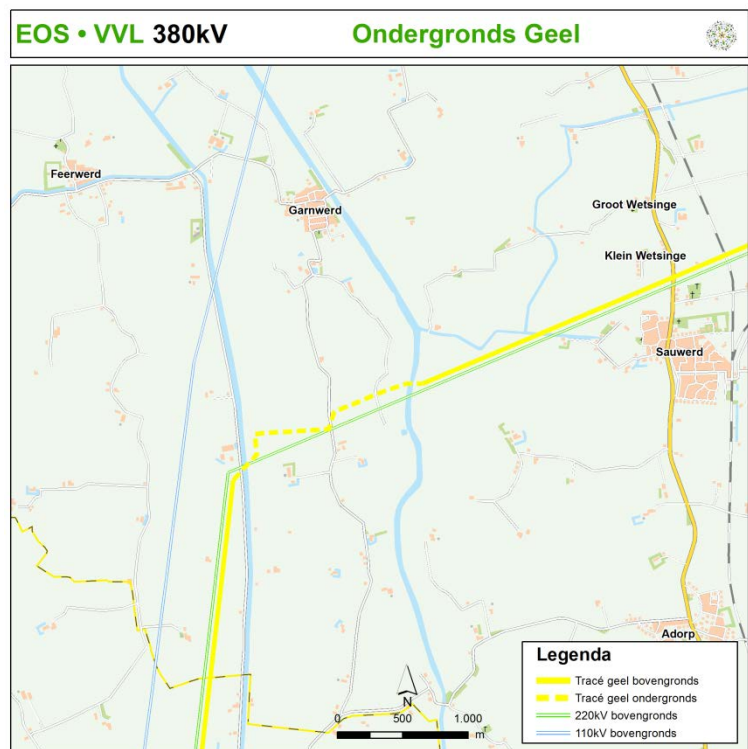 EOS • VVL 380kV
Ondergronds Geel
Feerwerd
Garnwerd
Groot Wetsinge
Klein Wetsinge
Sauwerd
Adorp
Legenda
Tracé geel bovengronds
Tracé geel ondergronds
220kV bovengronds
110kV bovengronds
N
0 500 1.000
m